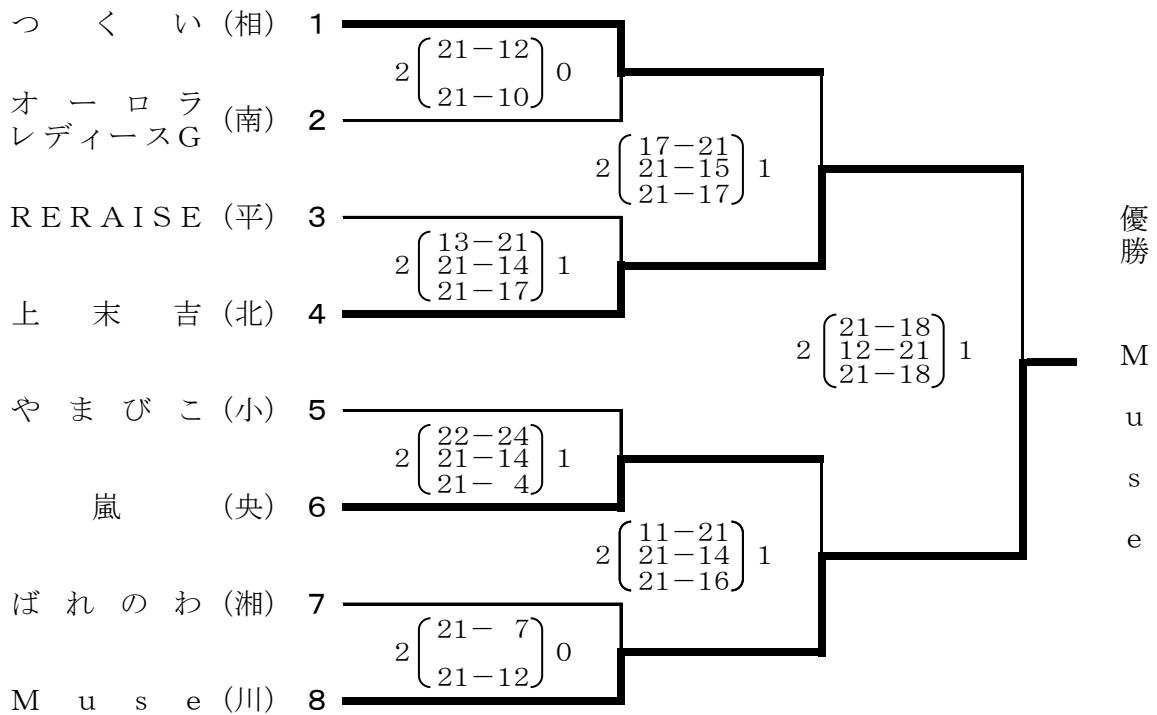 つくい (相) 1
2 21-12 0
21-10
オーロラ
レディースG (南) 2
2 17-21 1
21-15
21-17
RERAISE (平) 3
2 13-21 1
21-14
21-17
上末吉 (北) 4
2 21-18 1
12-21
21-18
優勝 Muse
やまびこ (小) 5
2 22-24 1
21-14
21- 4
嵐 (央) 6
2 11-21 1
21-14
21-16
ばれのわ (湘) 7
2 21- 7 0
21-12
Muse (川) 8